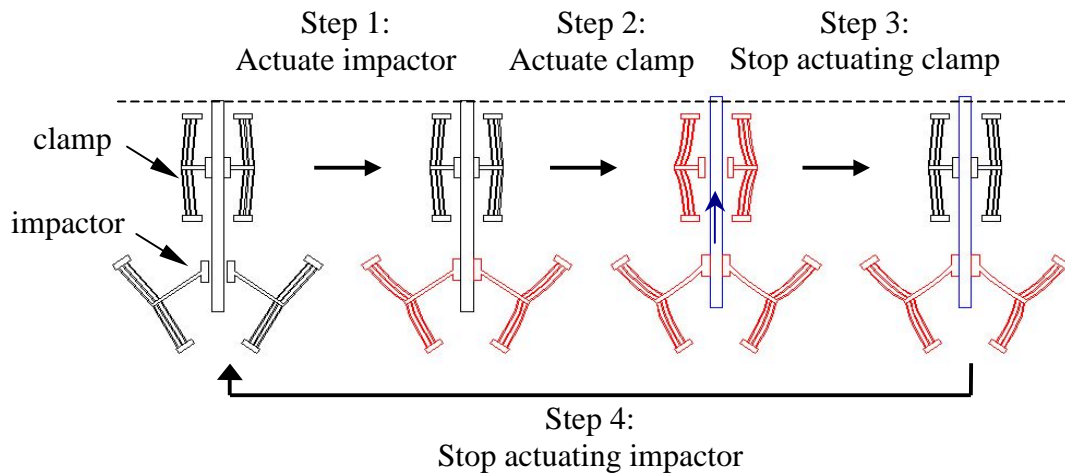 Step 1:
Actuate impactor
Step 2:
Actuate clamp
Step 3:
Stop actuating clamp
clamp
impactor
Step 4:
Stop actuating impactor